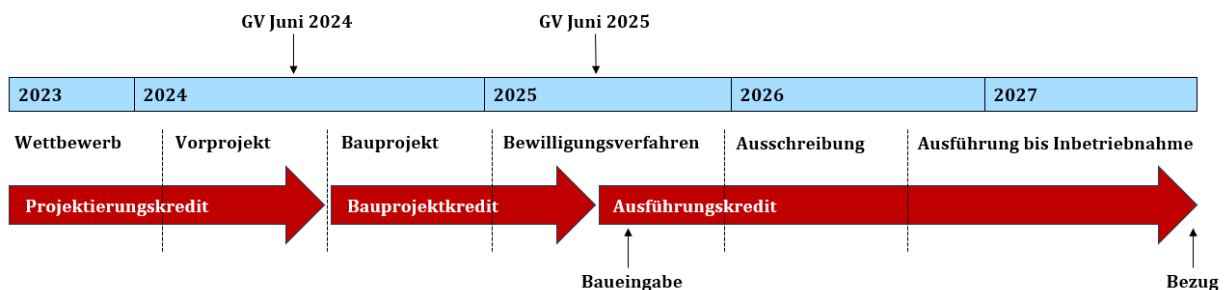 GV Juni 2024
GV Juni 2025
2023
2024
2025
2026
2027
Wettbewerb
Vorprojekt
Bauprojekt
Bewilligungsverfahren
Ausschreibung
Ausführung bis Inbetriebnahme
Projektierungskredit
Bauprojektkredit
Ausführungskredit
Baueingabe
Bezug